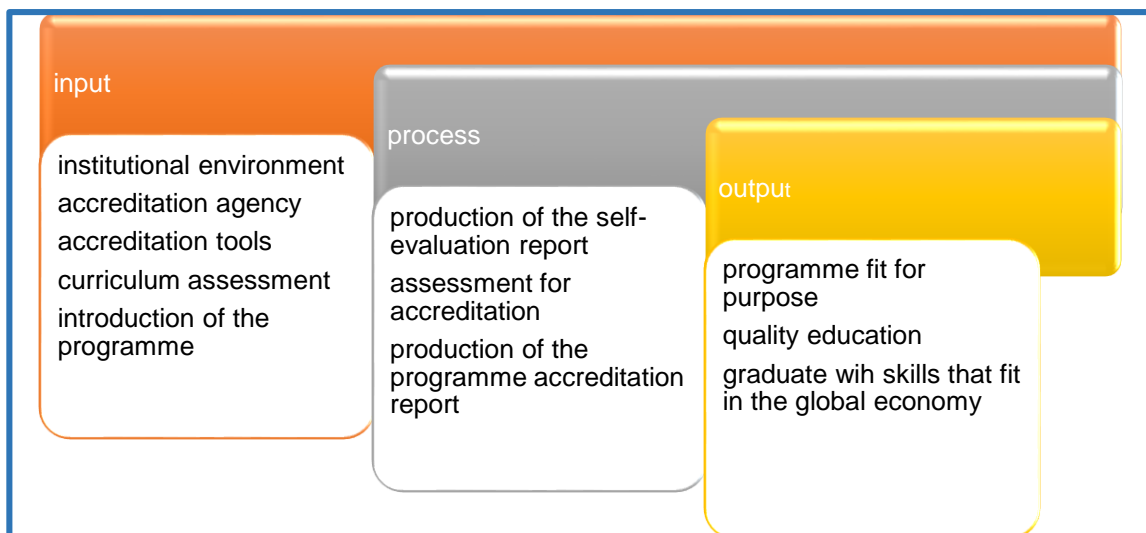 input
institutional environment
accreditation agency
accreditation tools
curriculum assessment
introduction of the
programme
process
production of the self-
evaluation report
assessment for
accreditation
production of the
programme accreditation
report
output
programme fit for
purpose
quality education
graduate wih skills that fit
in the global economy